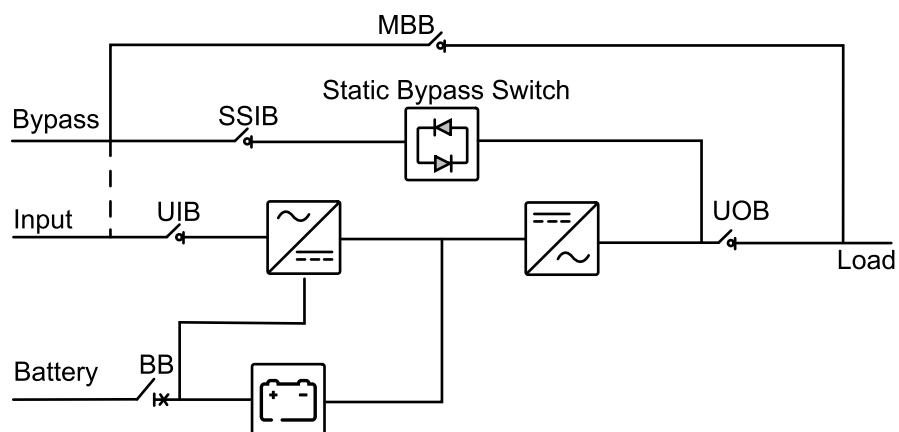 MBB
Static Bypass Switch
Bypass
SSIB
Input
UIB
UOB
Load
Battery
BB